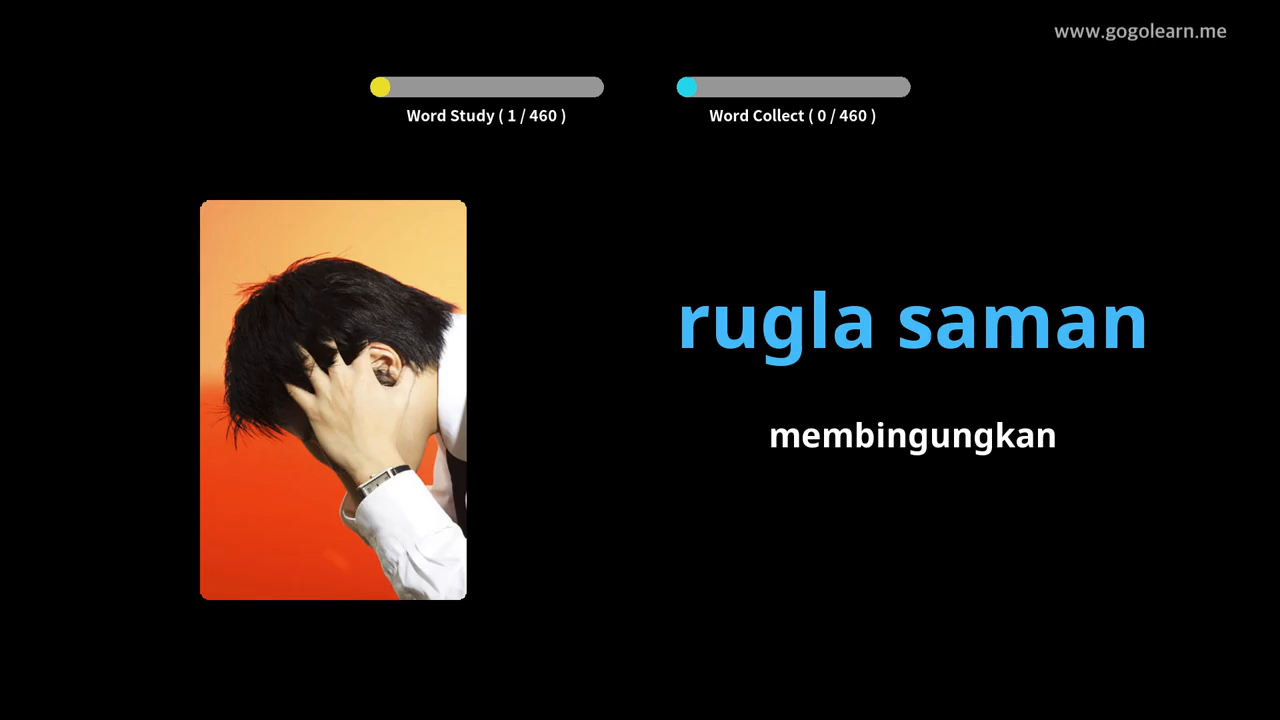 www.gogolearn.me
Word Study ( 1 / 460 )
Word Collect ( 0 / 460 )
rugla saman
membingungkan